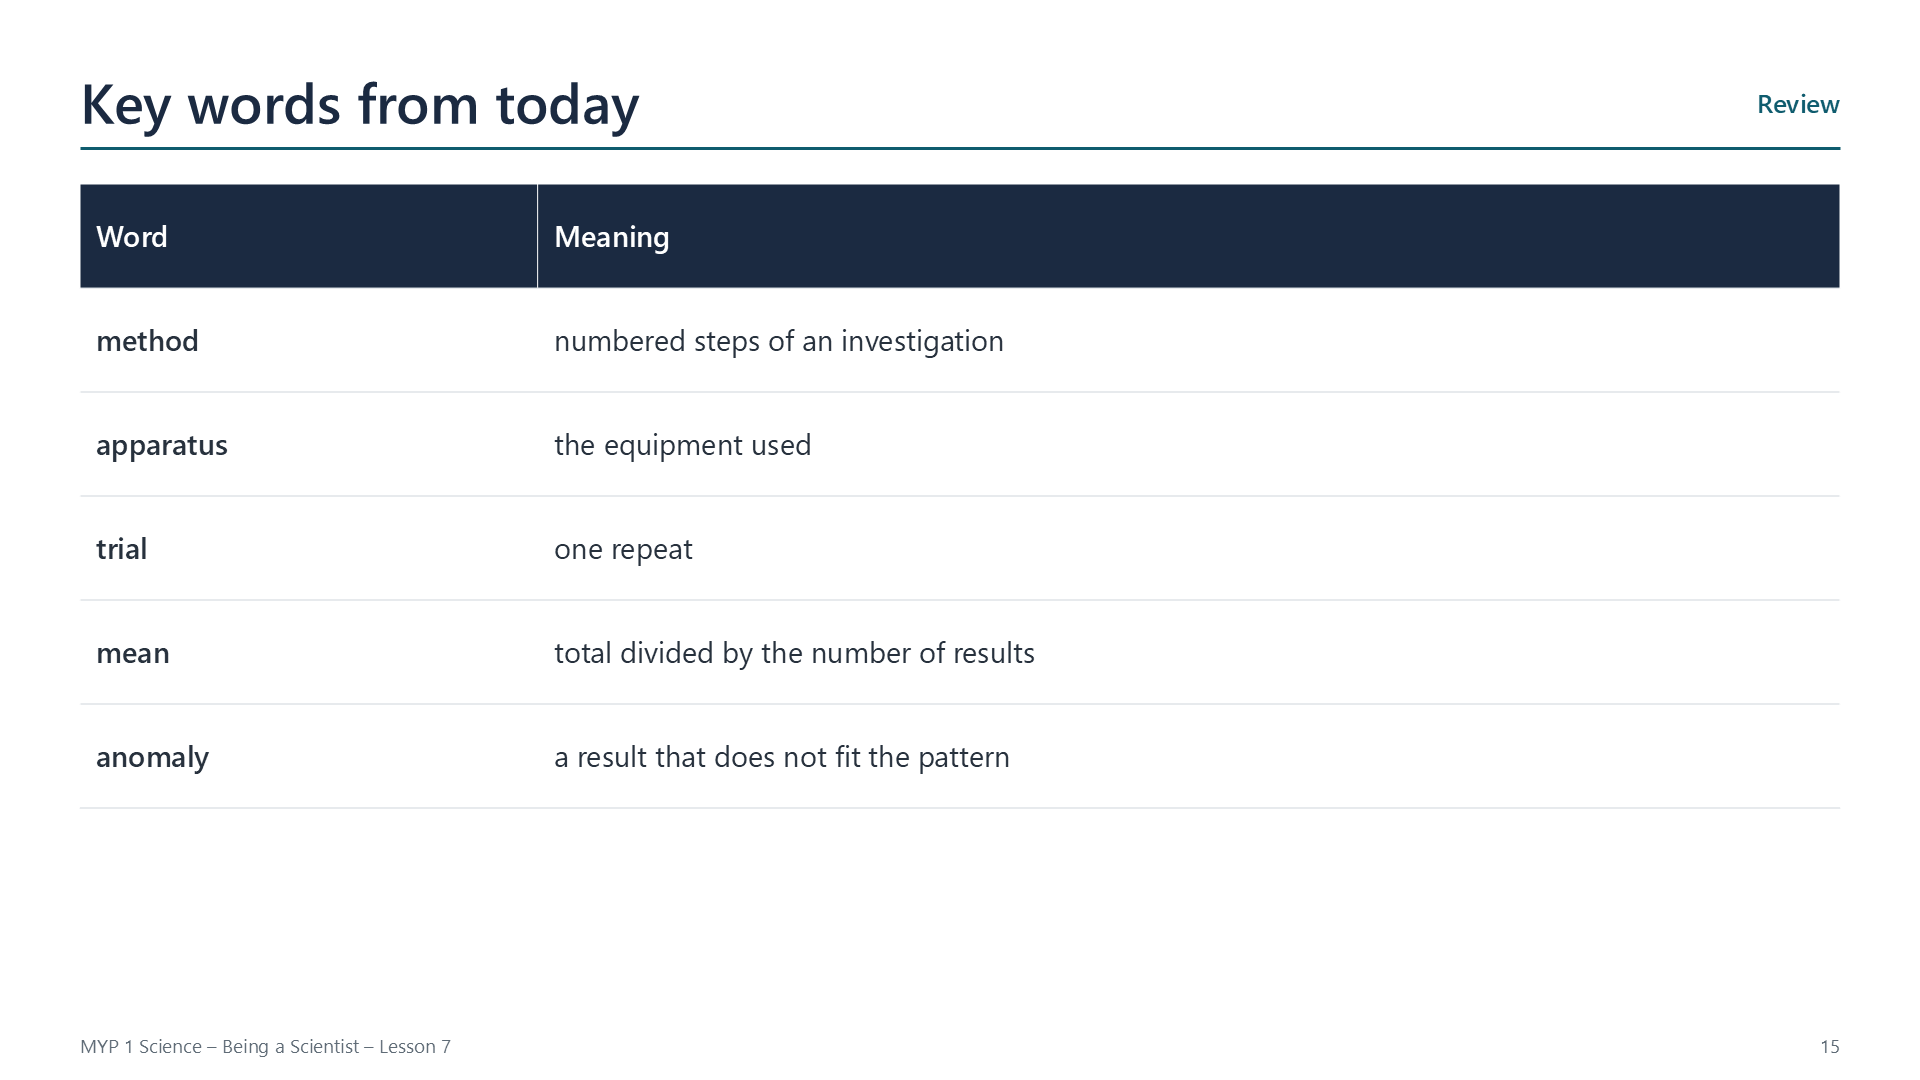 Key words from today
Review
Word Meaning
method numbered steps of an investigation
apparatus the equipment used
trial one repeat
mean total divided by the number of results
anomaly a result that does not fit the pattern
MYP 1 Science – Being a Scientist – Lesson 7
15